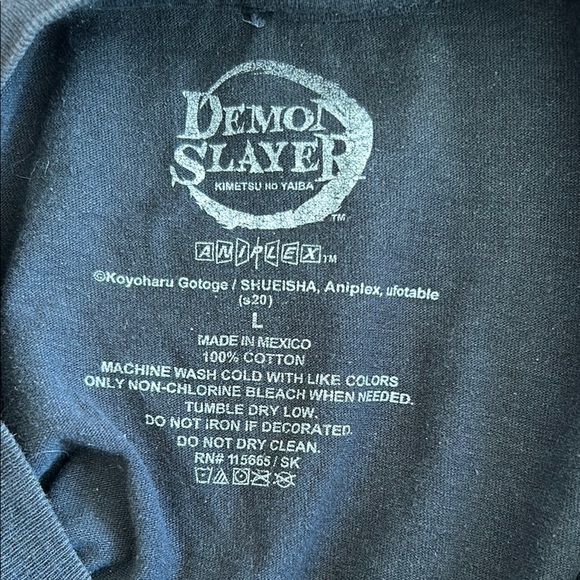 DEMON
SLAYER
KIMETSU NO YAIBA
TM
ANIPLEX TM
©Koyoharu Gotoge / SHUEISHA, Aniplex, ufotable
(s20)
L
MADE IN MEXICO
100% COTTON
MACHINE WASH COLD WITH LIKE COLORS
ONLY NON-CHLORINE BLEACH WHEN NEEDED.
TUMBLE DRY LOW.
DO NOT IRON IF DECORATED.
DO NOT DRY CLEAN.
RN# 115665 / SK